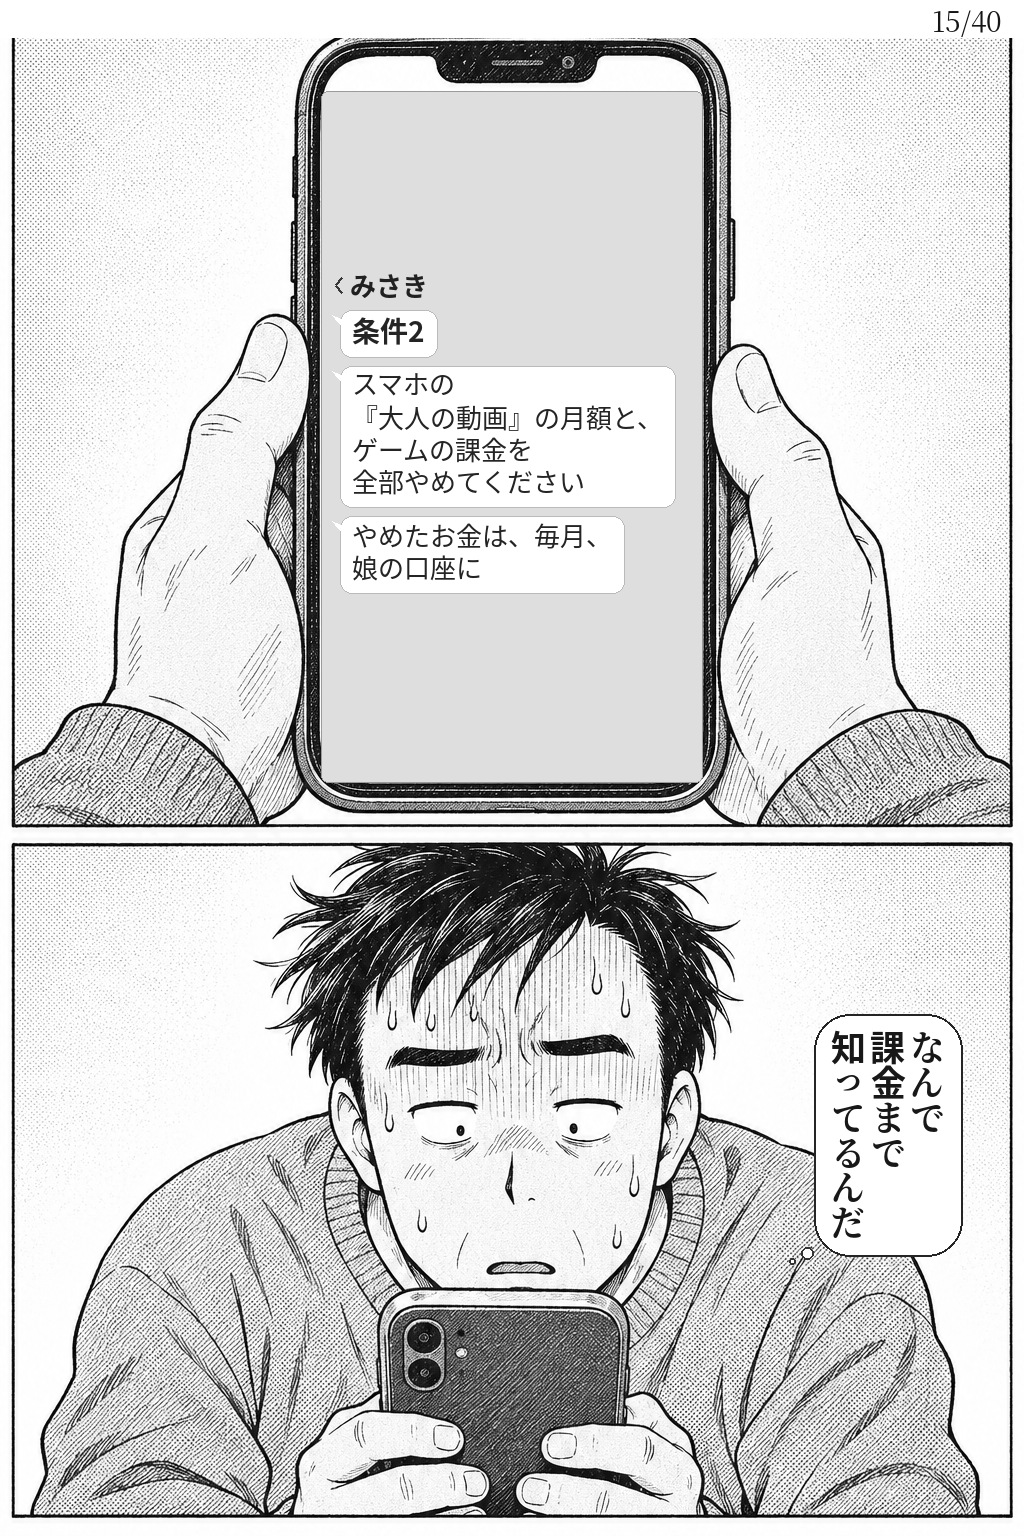 15/40
みさき
条件2
スマホの
『大人の動画』の月額と、
ゲームの課金を
全部やめてください
やめたお金は、毎月、
娘の口座に
なんで
課金まで
知ってるんだ